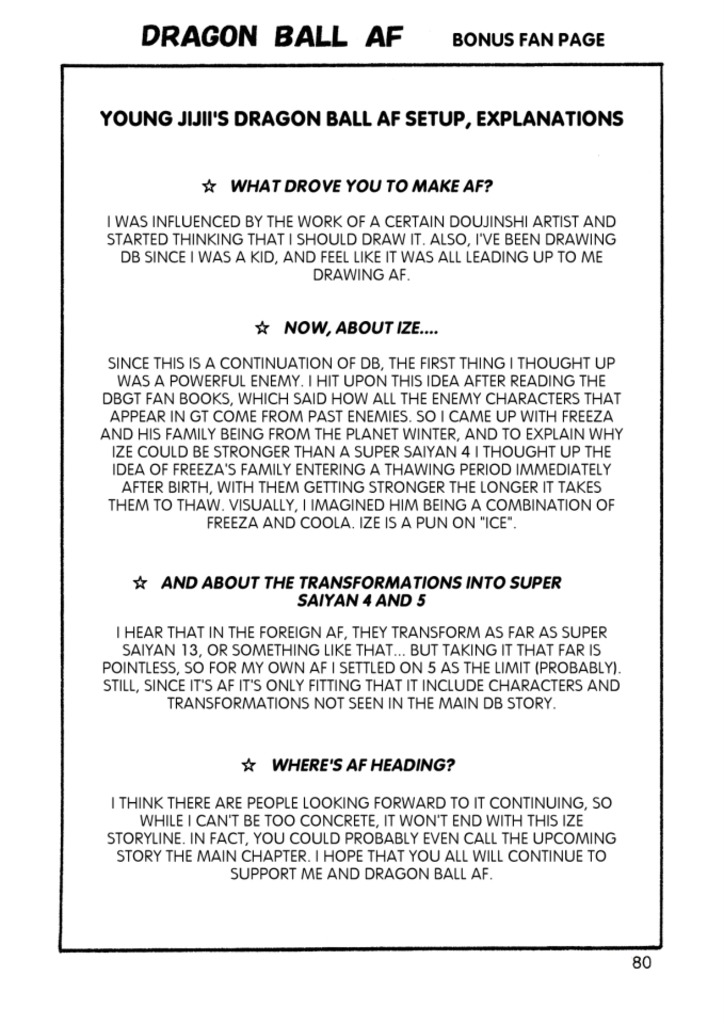 DRAGON BALL AF BONUS FAN PAGE
YOUNG JIJII'S DRAGON BALL AF SETUP, EXPLANATIONS
☆ WHAT DROVE YOU TO MAKE AF?
I WAS INFLUENCED BY THE WORK OF A CERTAIN DOUJINSHI ARTIST AND
STARTED THINKING THAT I SHOULD DRAW IT. ALSO, I'VE BEEN DRAWING
DB SINCE I WAS A KID, AND FEEL LIKE IT WAS ALL LEADING UP TO ME
DRAWING AF.
☆ NOW, ABOUT IZE....
SINCE THIS IS A CONTINUATION OF DB, THE FIRST THING I THOUGHT UP
WAS A POWERFUL ENEMY. I HIT UPON THIS IDEA AFTER READING THE
DBGT FAN BOOKS, WHICH SAID HOW ALL THE ENEMY CHARACTERS THAT
APPEAR IN GT COME FROM PAST ENEMIES. SO I CAME UP WITH FREEZA
AND HIS FAMILY BEING FROM THE PLANET WINTER, AND TO EXPLAIN WHY
IZE COULD BE STRONGER THAN A SUPER SAIYAN 4 I THOUGHT UP THE
IDEA OF FREEZA'S FAMILY ENTERING A THAWING PERIOD IMMEDIATELY
AFTER BIRTH, WITH THEM GETTING STRONGER THE LONGER IT TAKES
THEM TO THAW. VISUALLY, I IMAGINED HIM BEING A COMBINATION OF
FREEZA AND COOLA. IZE IS A PUN ON "ICE".
☆ AND ABOUT THE TRANSFORMATIONS INTO SUPER
SAIYAN 4 AND 5
I HEAR THAT IN THE FOREIGN AF, THEY TRANSFORM AS FAR AS SUPER
SAIYAN 13, OR SOMETHING LIKE THAT... BUT TAKING IT THAT FAR IS
POINTLESS, SO FOR MY OWN AF I SETTLED ON 5 AS THE LIMIT (PROBABLY).
STILL, SINCE IT'S AF IT'S ONLY FITTING THAT IT INCLUDE CHARACTERS AND
TRANSFORMATIONS NOT SEEN IN THE MAIN DB STORY.
☆ WHERE'S AF HEADING?
I THINK THERE ARE PEOPLE LOOKING FORWARD TO IT CONTINUING, SO
WHILE I CAN'T BE TOO CONCRETE, IT WON'T END WITH THIS IZE
STORYLINE. IN FACT, YOU COULD PROBABLY EVEN CALL THE UPCOMING
STORY THE MAIN CHAPTER. I HOPE THAT YOU ALL WILL CONTINUE TO
SUPPORT ME AND DRAGON BALL AF.
80